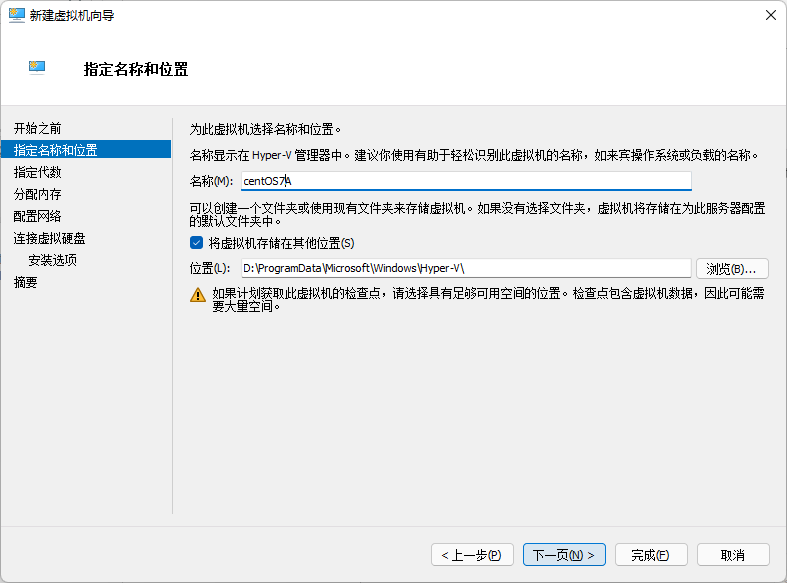 新建虚拟机向导
指定名称和位置
开始之前
指定名称和位置
指定代数
分配内存
配置网络
连接虚拟硬盘
安装选项
摘要
为此虚拟机选择名称和位置。
名称显示在 Hyper-V 管理器中。建议你使用有助于轻松识别此虚拟机的名称，如来宾操作系统或负载的名称。
名称(M): centOS7A
可以创建一个文件夹或使用现有文件夹来存储虚拟机。如果没有选择文件夹，虚拟机将存储在为此服务器配置
的默认文件夹中。
将虚拟机存储在其他位置(S)
位置(L): D:\ProgramData\Microsoft\Windows\Hyper-V\ 浏览(B)...
如果计划获取此虚拟机的检查点，请选择具有足够可用空间的位置。检查点包含虚拟机数据，因此可能需
要大量空间。
< 上一步(P) 下一页(N) > 完成(F) 取消